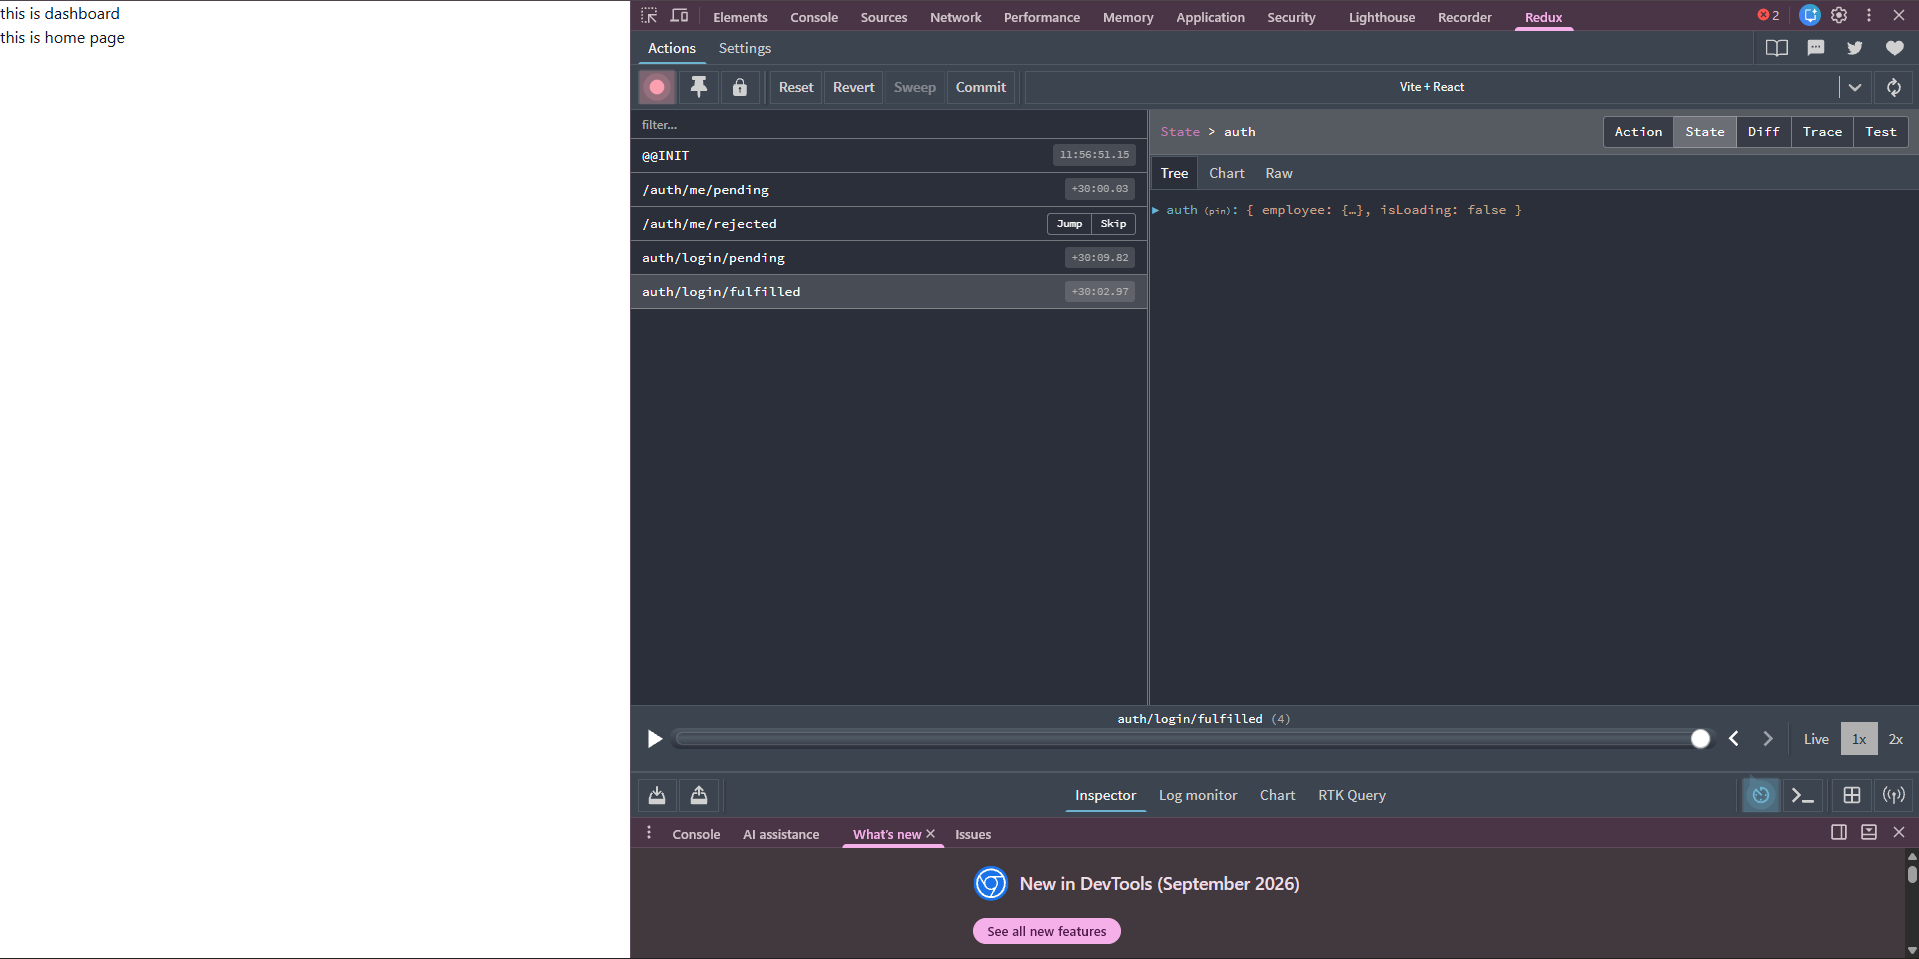 this is dashboard
this is home page
Elements Console Sources Network Performance Memory Application Security Lighthouse Recorder Redux 2
Actions Settings
Reset Revert Sweep Commit Vite + React
filter...
@@INIT 11:56:51.15
/auth/me/pending +30:00.03
/auth/me/rejected Jump Skip
auth/login/pending +30:09.82
auth/login/fulfilled +30:02.97
State > auth Action State Diff Trace Test
Tree Chart Raw
auth (pin): { employee: {…}, isLoading: false }
auth/login/fulfilled (4)
Live 1x 2x
Inspector Log monitor Chart RTK Query
Console AI assistance What's new Issues
New in DevTools (September 2026)
See all new features